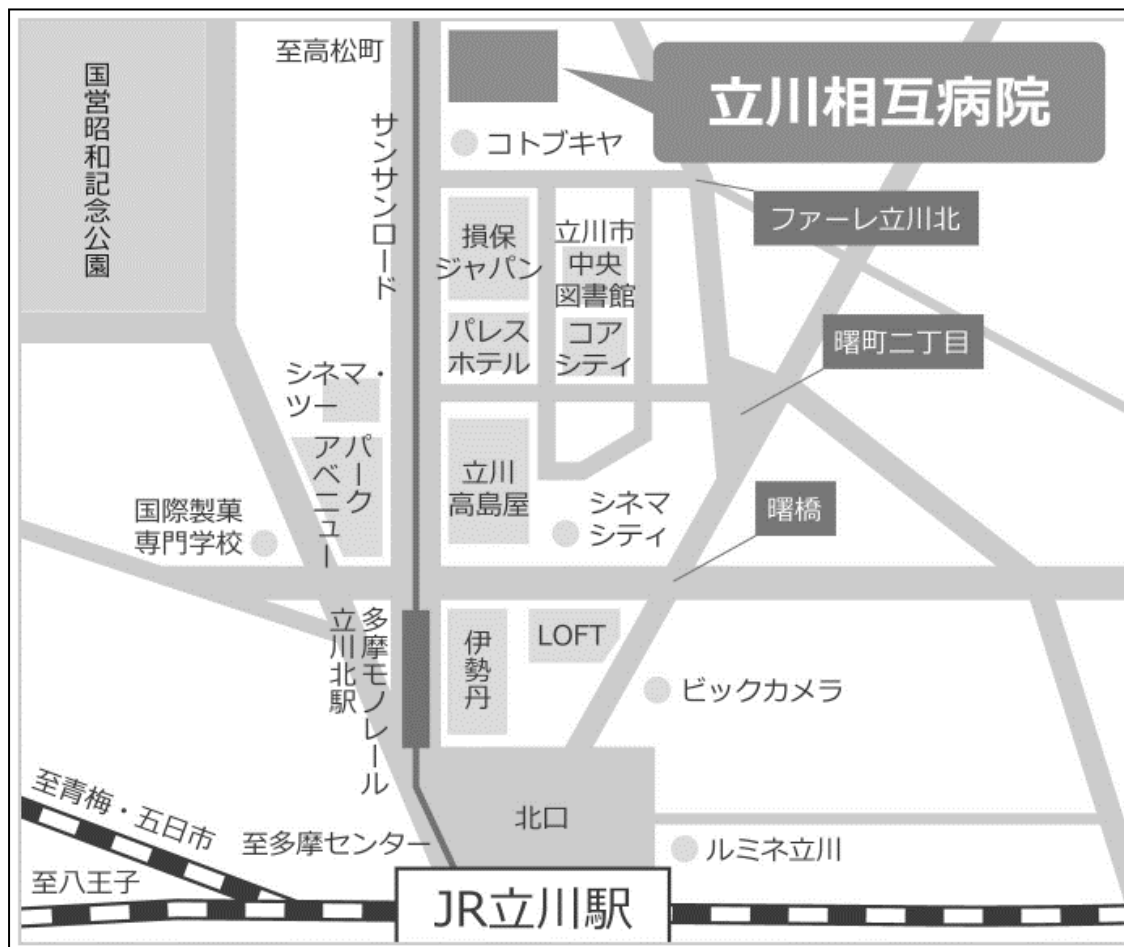 至高松町
立川相互病院
国営昭和記念公園
サンサンロード
コトブキヤ
ファーレ立川北
損保
ジャパン
立川市
中央
図書館
パレス
ホテル
コア
シティ
曙町二丁目
シネマ・
ツー
パーク
アベニュー
立川
高島屋
シネマ
シティ
曙橋
国際製菓
専門学校
多摩モノレール
立川北駅
伊勢丹
LOFT
ビックカメラ
北口
至青梅・五日市
至多摩センター
ルミネ立川
至八王子
JR立川駅